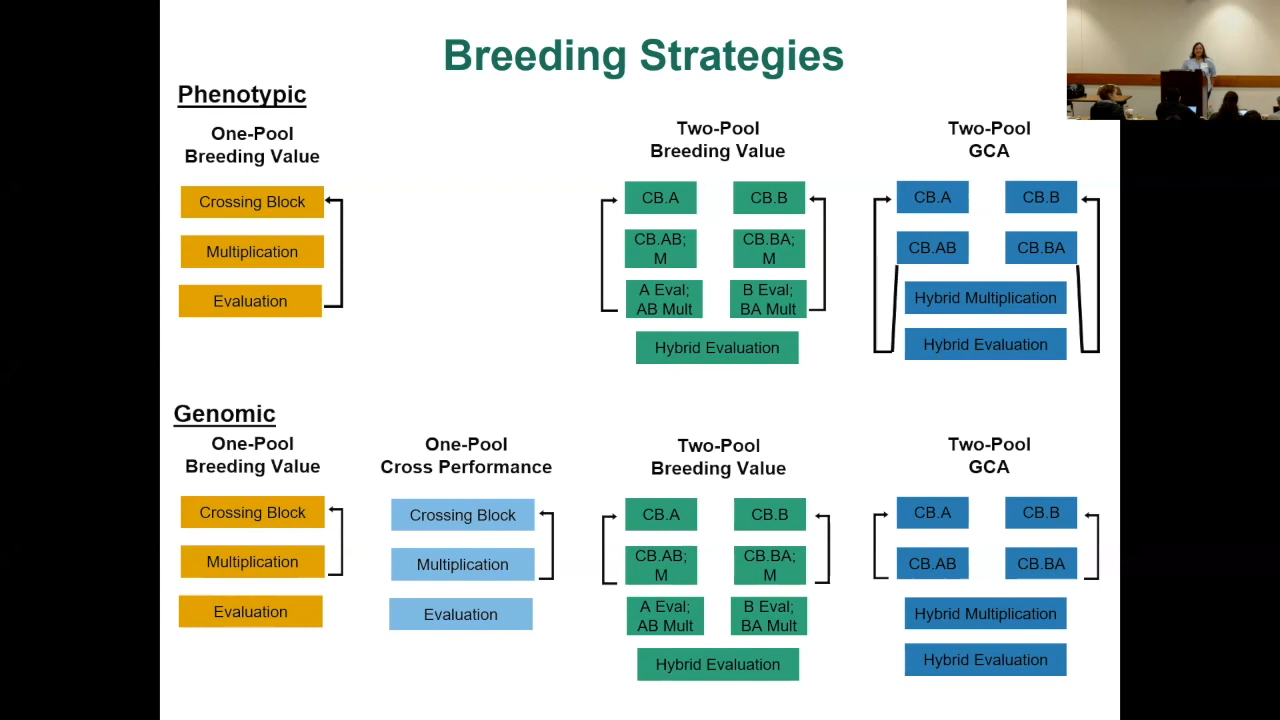 Breeding Strategies
Phenotypic
One-Pool
Breeding Value
Crossing Block
Multiplication
Evaluation
Two-Pool
Breeding Value
CB.A
CB.B
CB.AB;
M
CB.BA;
M
A Eval;
AB Mult
B Eval;
BA Mult
Hybrid Evaluation
Two-Pool
GCA
CB.A
CB.B
CB.AB
CB.BA
Hybrid Multiplication
Hybrid Evaluation
Genomic
One-Pool
Breeding Value
Crossing Block
Multiplication
Evaluation
One-Pool
Cross Performance
Crossing Block
Multiplication
Evaluation
Two-Pool
Breeding Value
CB.A
CB.B
CB.AB;
M
CB.BA;
M
A Eval;
AB Mult
B Eval;
BA Mult
Hybrid Evaluation
Two-Pool
GCA
CB.A
CB.B
CB.AB
CB.BA
Hybrid Multiplication
Hybrid Evaluation